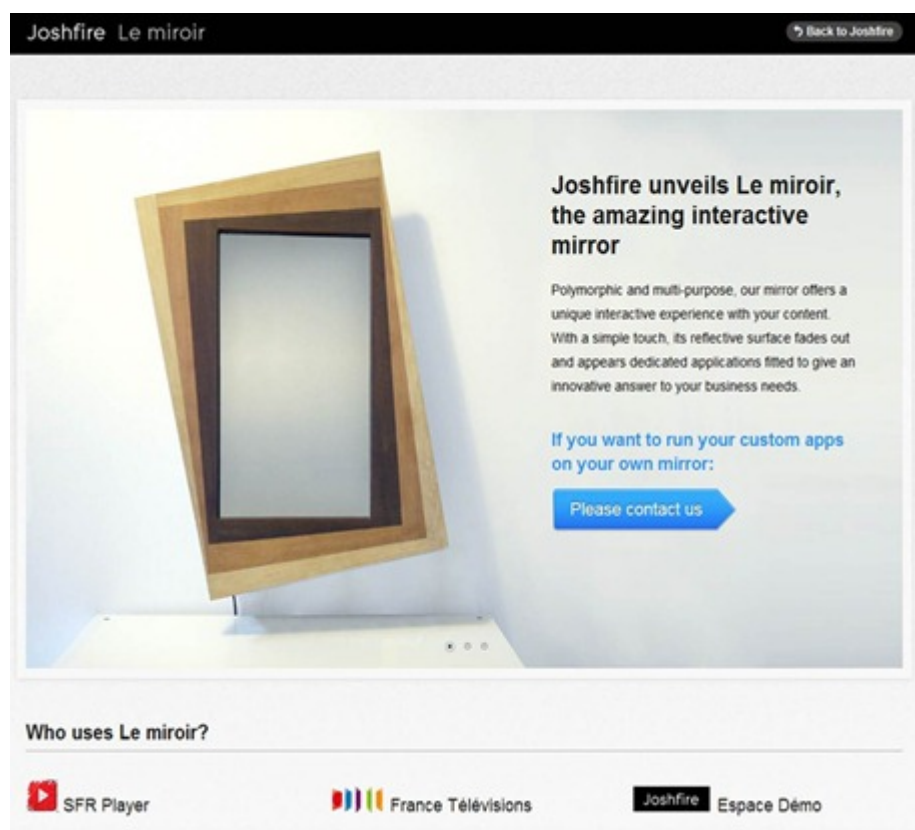 Joshfire Le miroir
Back to Joshfire
Joshfire unveils Le miroir,
the amazing interactive
mirror
Polymorphic and multi-purpose, our mirror offers a
unique interactive experience with your content.
With a simple touch, its reflective surface fades out
and appears dedicated applications fitted to give an
innovative answer to your business needs.
If you want to run your custom apps
on your own mirror:
Please contact us
Who uses Le miroir?
SFR Player
France Télévisions
Joshfire Espace Démo